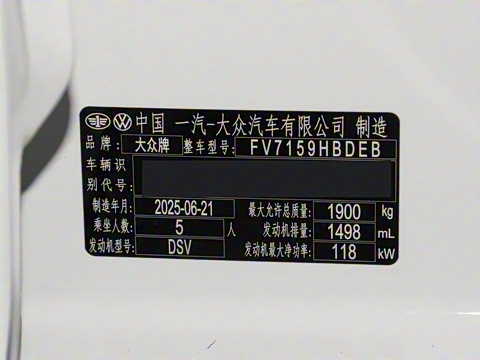 中国 一汽-大众汽车有限公司 制造
品牌: 大众牌 整车型号: FV7159HBDEB
车辆识
别代号:
制造年月: 2025-06-21 最大允许总质量: 1900 kg
乘坐人数: 5 人 发动机排量: 1498 mL
发动机型号: DSV 发动机最大净功率: 118 kW